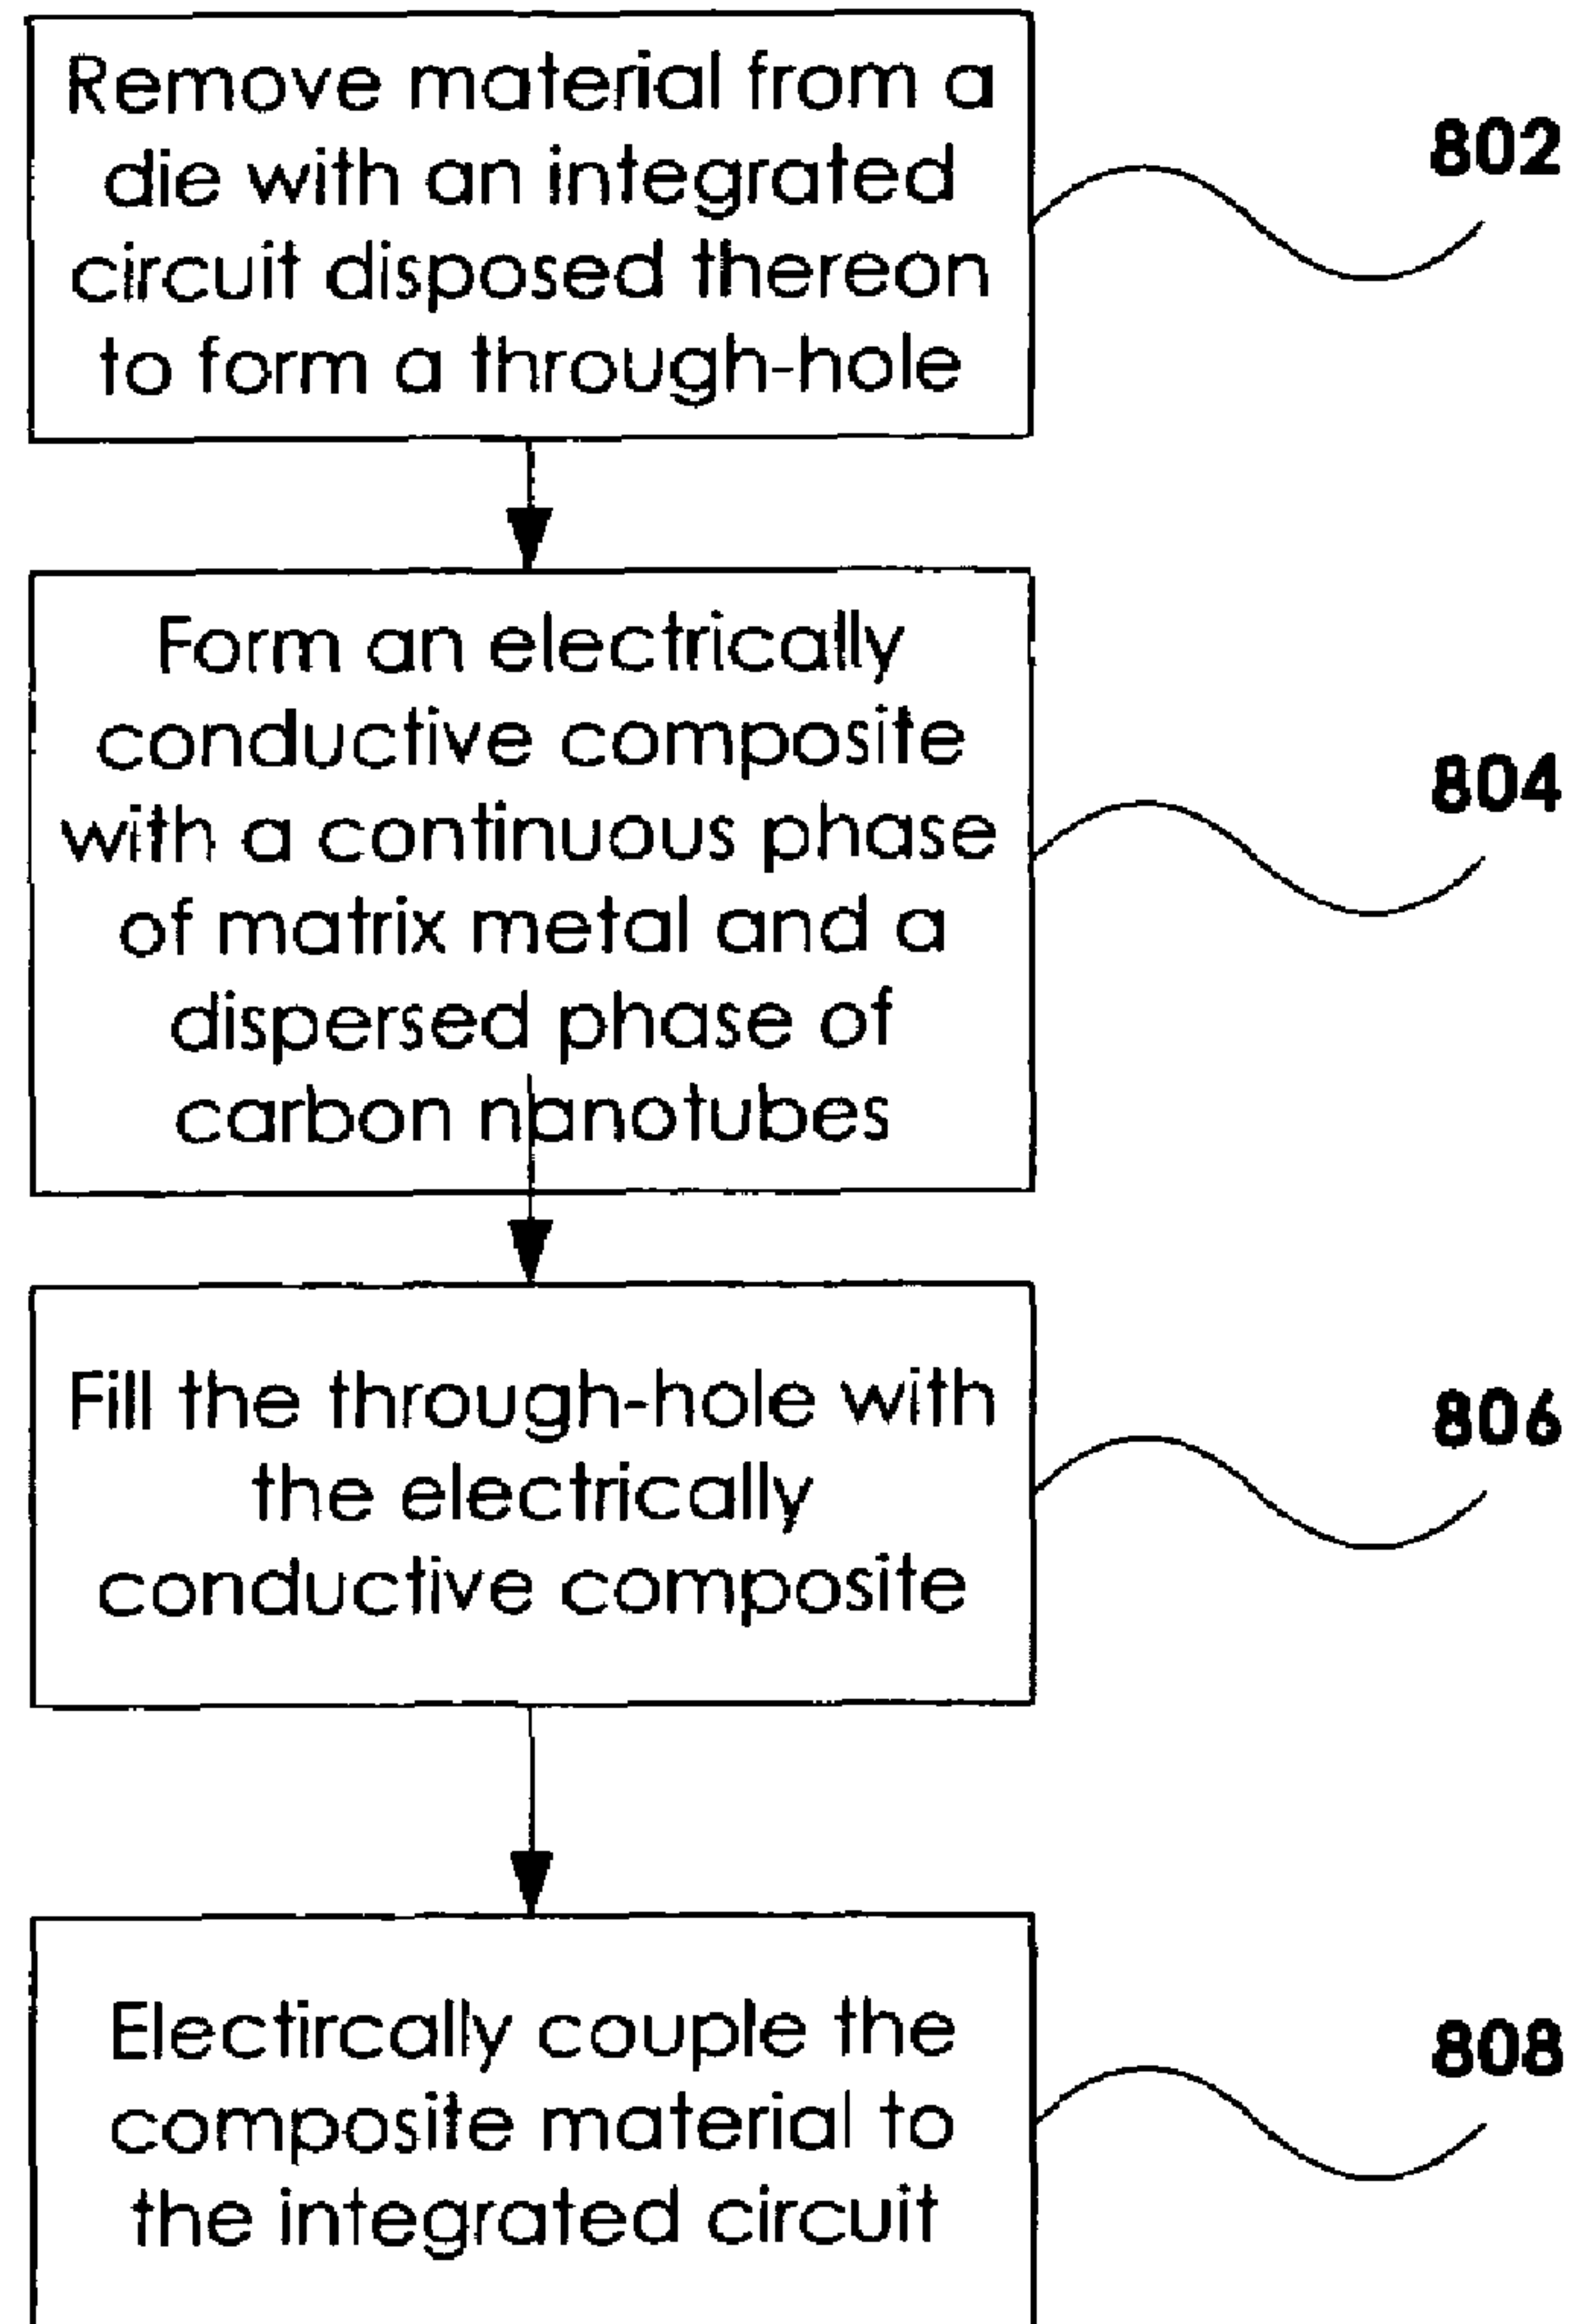 Remove material from a
die with an integrated
circuit disposed thereon
to form a through-hole
802
Form an electrically
conductive composite
with a continuous phase
of matrix metal and a
dispersed phase of
carbon nanotubes
804
Fill the through-hole with
the electrically
conductive composite
806
Electircally couple the
composite material to
the integrated circuit
808